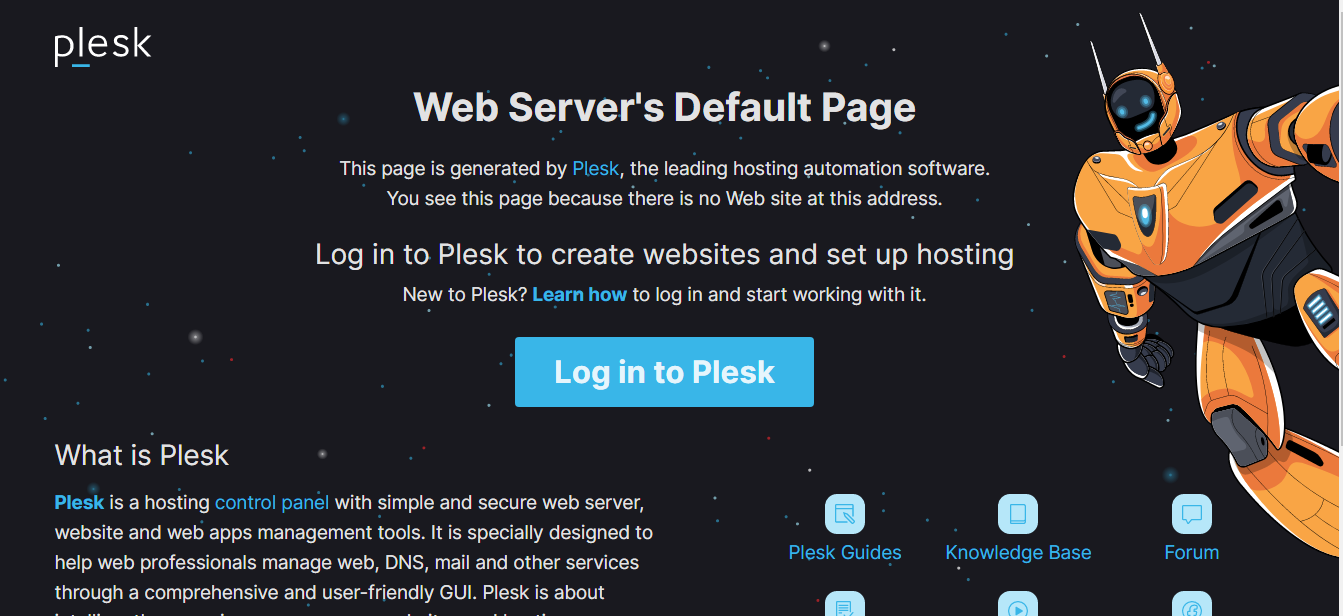 plesk
Web Server's Default Page
This page is generated by Plesk, the leading hosting automation software.
You see this page because there is no Web site at this address.
Log in to Plesk to create websites and set up hosting
New to Plesk? Learn how to log in and start working with it.
Log in to Plesk
What is Plesk
Plesk is a hosting control panel with simple and secure web server,
website and web apps management tools. It is specially designed to
help web professionals manage web, DNS, mail and other services
through a comprehensive and user-friendly GUI. Plesk is about
Plesk Guides
Knowledge Base
Forum